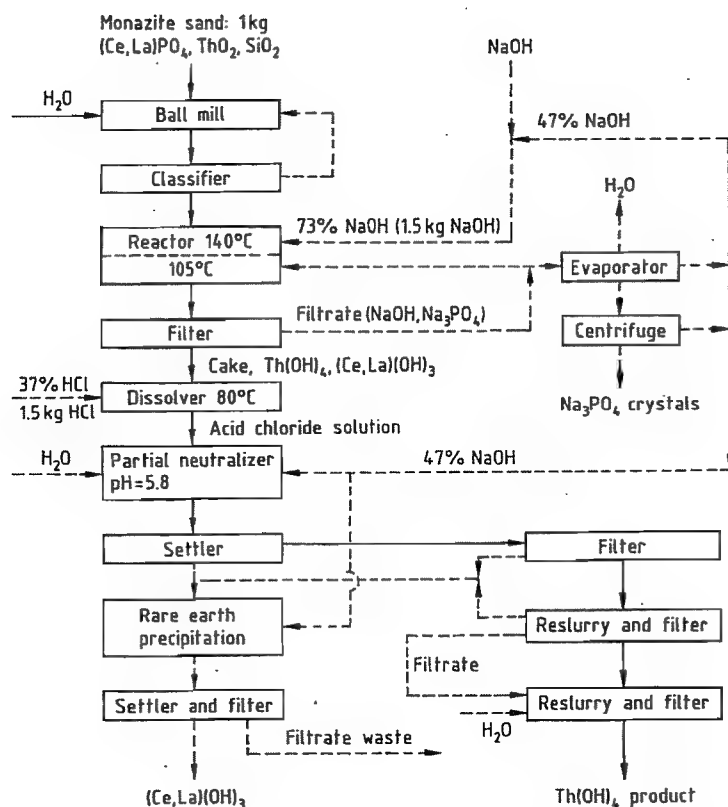 Monazite sand: 1kg
(Ce,La)PO₄, ThO₂, SiO₂
NaOH
H₂O
Ball mill
47% NaOH
Classifier
H₂O
73% NaOH (1.5 kg NaOH)
Reactor 140°C
105°C
Evaporator
Filtrate (NaOH, Na₃PO₄)
Filter
Centrifuge
Cake, Th(OH)₄, (Ce,La)(OH)₃
37% HCl
1.5 kg HCl
Dissolver 80°C
Na₃PO₄ crystals
Acid chloride solution
H₂O
Partial neutralizer
pH=5.8
47% NaOH
Settler
Filter
Rare earth
precipitation
Reslurry and filter
Filtrate
Settler and filter
Reslurry and filter
H₂O
Filtrate waste
(Ce,La)(OH)₃
Th(OH)₄ product